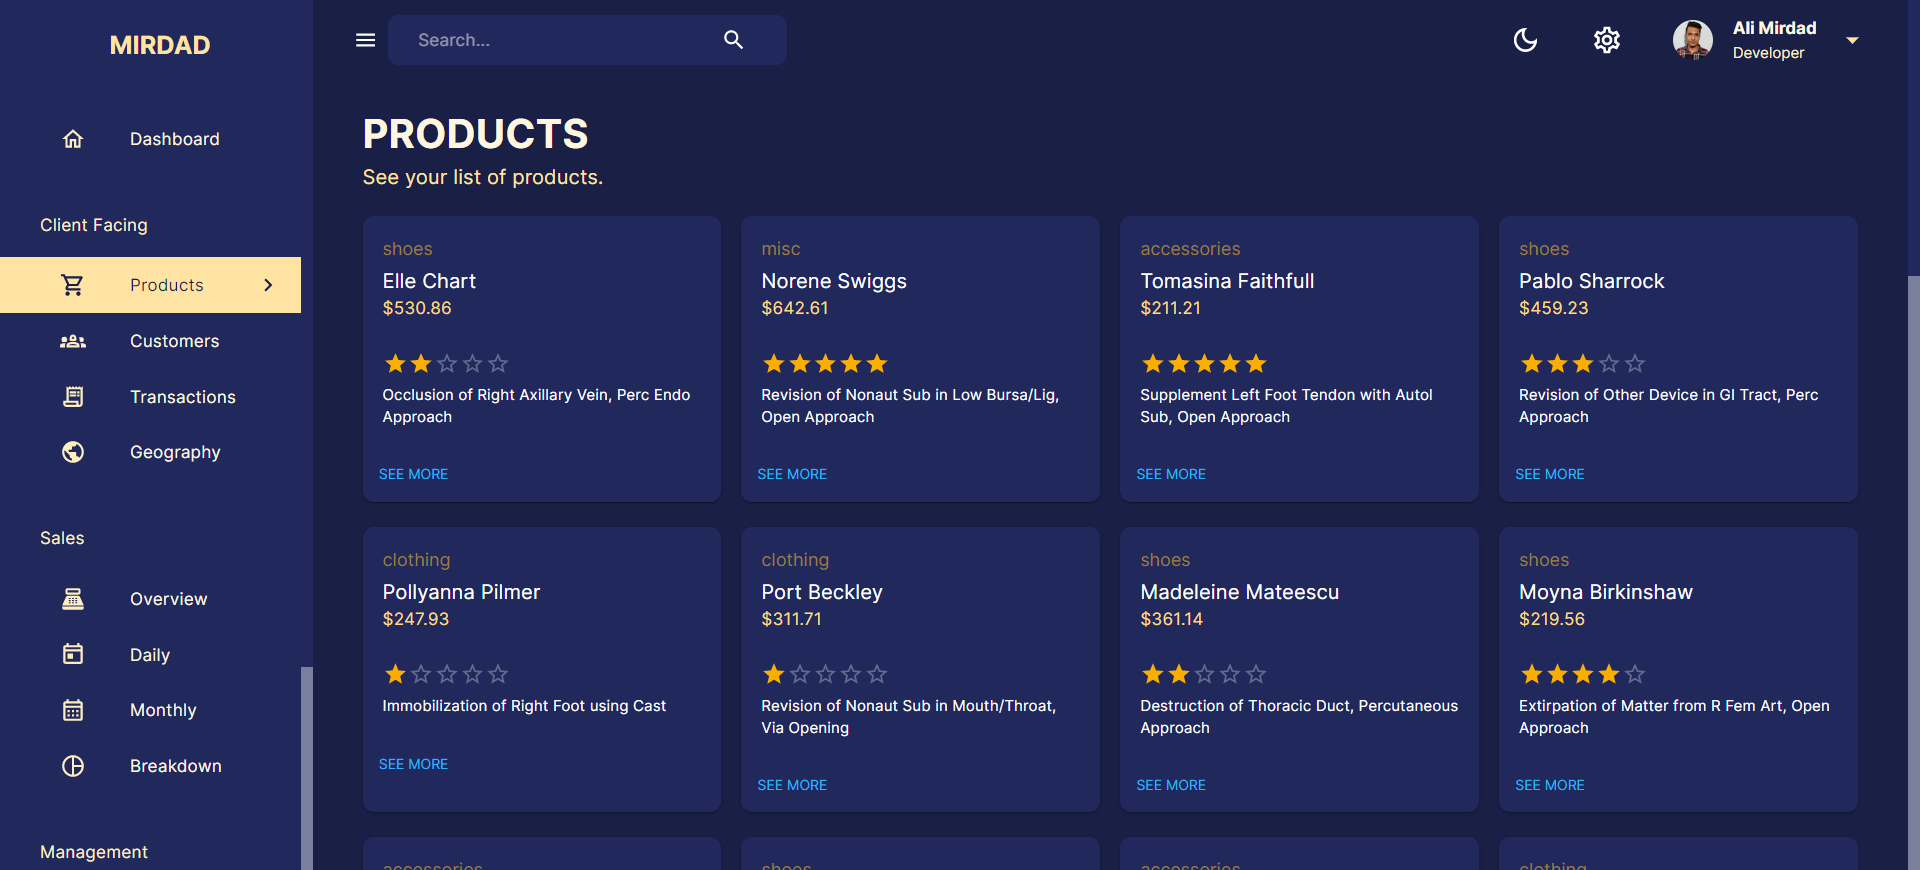 MIRDAD
Search...
Ali Mirdad
Developer
Dashboard
Client Facing
Products
Customers
Transactions
Geography
Sales
Overview
Daily
Monthly
Breakdown
Management
PRODUCTS
See your list of products.
shoes
Elle Chart
$530.86
Occlusion of Right Axillary Vein, Perc Endo
Approach
SEE MORE
misc
Norene Swiggs
$642.61
Revision of Nonaut Sub in Low Bursa/Lig,
Open Approach
SEE MORE
accessories
Tomasina Faithfull
$211.21
Supplement Left Foot Tendon with Autol
Sub, Open Approach
SEE MORE
shoes
Pablo Sharrock
$459.23
Revision of Other Device in GI Tract, Perc
Approach
SEE MORE
clothing
Pollyanna Pilmer
$247.93
Immobilization of Right Foot using Cast
SEE MORE
clothing
Port Beckley
$311.71
Revision of Nonaut Sub in Mouth/Throat,
Via Opening
SEE MORE
shoes
Madeleine Mateescu
$361.14
Destruction of Thoracic Duct, Percutaneous
Approach
SEE MORE
shoes
Moyna Birkinshaw
$219.56
Extirpation of Matter from R Fem Art, Open
Approach
SEE MORE
accessories
shoes
accessories
clothing